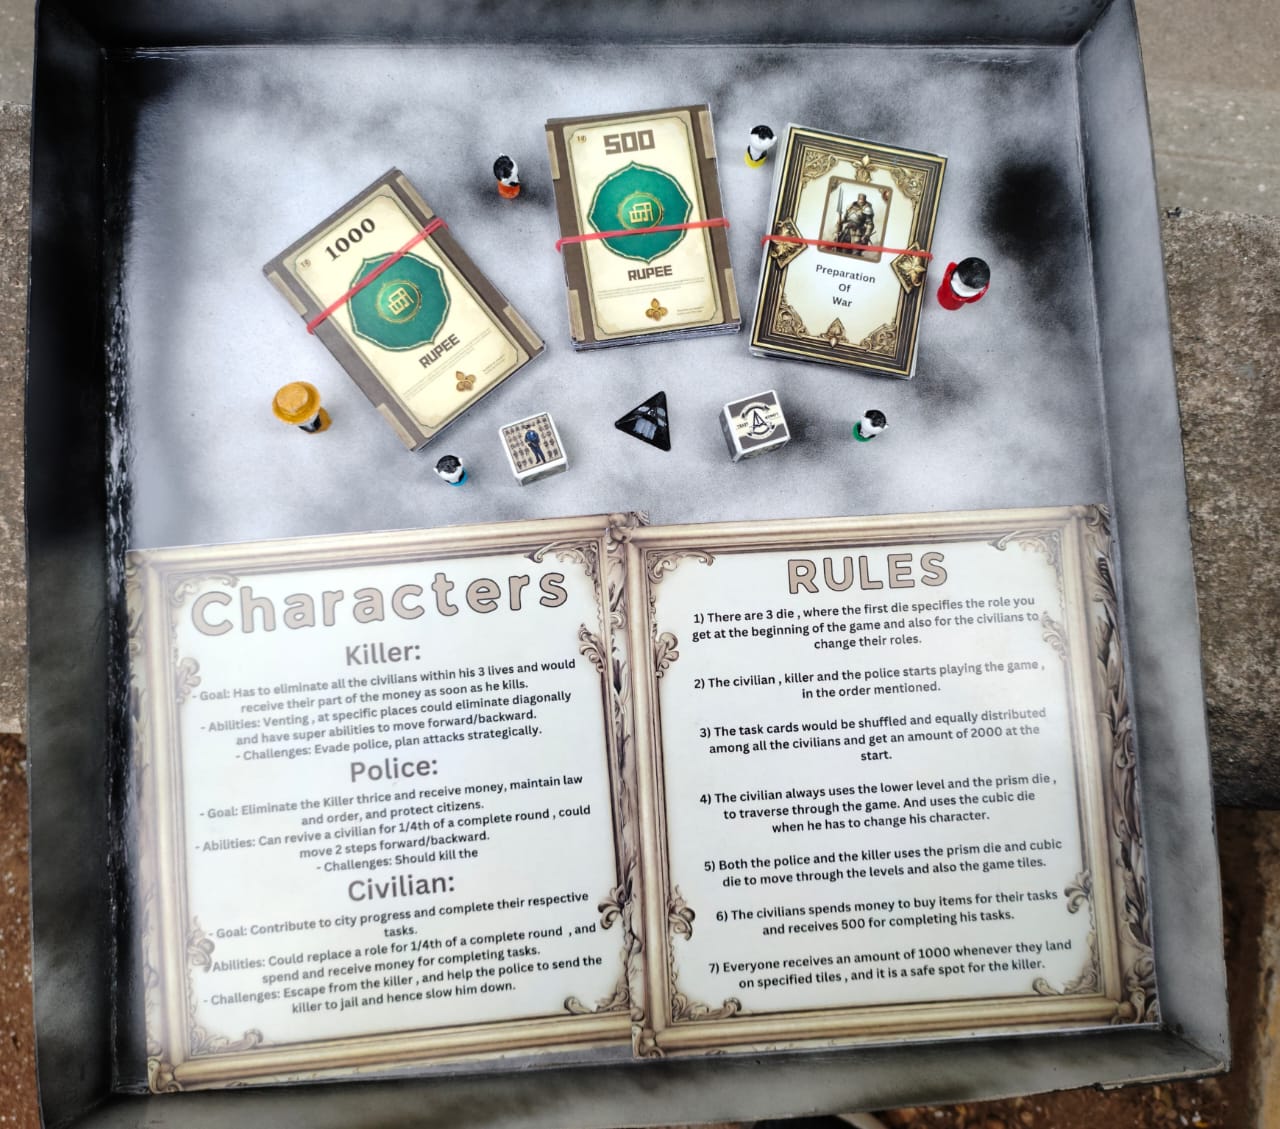 1000
RUPEE
500
RUPEE
Preparation
Of
War
Characters
Killer:
- Goal: Has to eliminate all the civilians within his 3 lives and would
receive their part of the money as soon as he kills.
- Abilities: Venting , at specific places could eliminate diagonally
and have super abilities to move forward/backward.
- Challenges: Evade police, plan attacks strategically.
Police:
- Goal: Eliminate the Killer thrice and receive money, maintain law
and order, and protect citizens.
- Abilities: Can revive a civilian for 1/4th of a complete round , could
move 2 steps forward/backward.
- Challenges: Should kill the
Civilian:
- Goal: Contribute to city progress and complete their respective
tasks.
Abilities: Could replace a role for 1/4th of a complete round , and
spend and receive money for completing tasks.
- Challenges: Escape from the killer , and help the police to send the
killer to jail and hence slow him down.
RULES
1) There are 3 die , where the first die specifies the role you
get at the beginning of the game and also for the civilians to
change their roles.
2) The civilian , killer and the police starts playing the game ,
in the order mentioned.
3) The task cards would be shuffled and equally distributed
among all the civilians and get an amount of 2000 at the
start.
4) The civilian always uses the lower level and the prism die ,
to traverse through the game. And uses the cubic die
when he has to change his character.
5) Both the police and the killer uses the prism die and cubic
die to move through the levels and also the game tiles.
6) The civilians spends money to buy items for their tasks
and receives 500 for completing his tasks.
7) Everyone receives an amount of 1000 whenever they land
on specified tiles , and it is a safe spot for the killer.